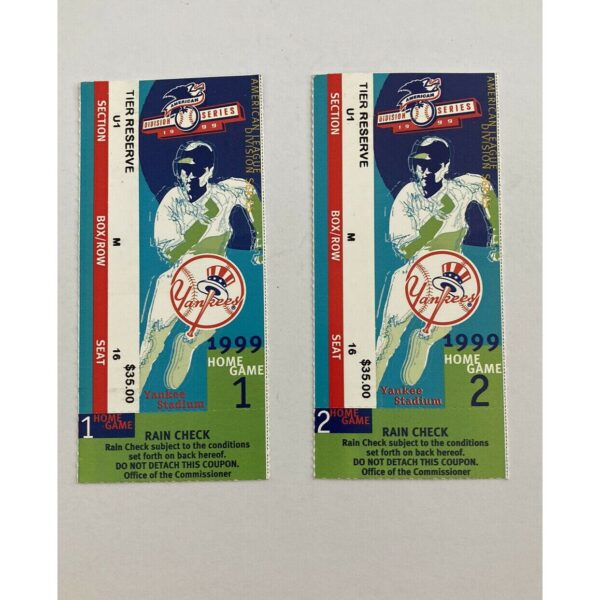 TIER RESERVE
U1
M
16
$35.00
SECTION
BOX/ROW
SEAT
AMERICAN
DIVISION SERIES
1999
AMERICAN LEAGUE
DIVISION
Yankees
1999
HOME
GAME
1
Yankee
Stadium
1 HOME
GAME
RAIN CHECK
Rain Check subject to the conditions
set forth on back hereof.
DO NOT DETACH THIS COUPON.
Office of the Commissioner
TIER RESERVE
U1
M
16
$35.00
SECTION
BOX/ROW
SEAT
AMERICAN
DIVISION SERIES
1999
AMERICAN LEAGUE
DIVISION
Yankees
1999
HOME
GAME
2
Yankee
Stadium
2 HOME
GAME
RAIN CHECK
Rain Check subject to the conditions
set forth on back hereof.
DO NOT DETACH THIS COUPON.
Office of the Commissioner